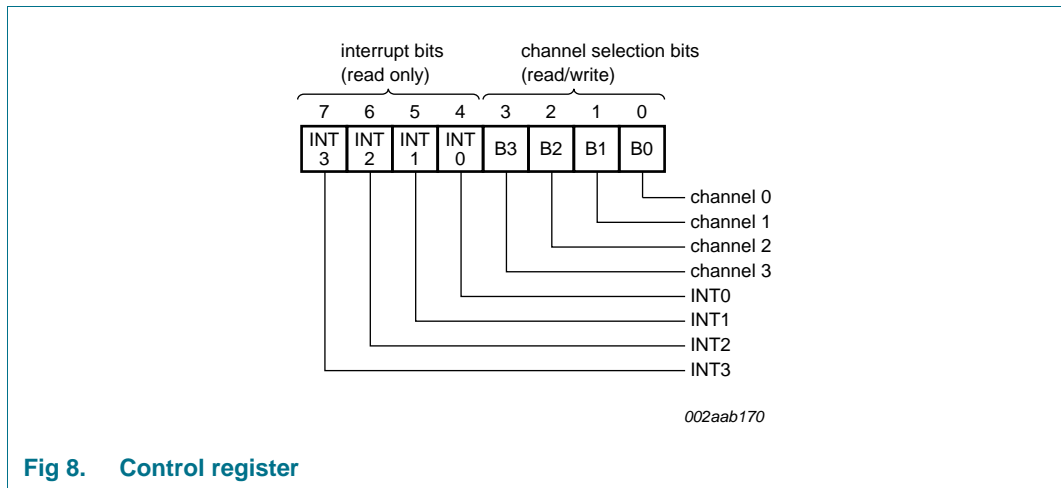 interrupt bits
(read only)
channel selection bits
(read/write)
7 6 5 4 3 2 1 0
INT 3 INT 2 INT 1 INT 0 B3 B2 B1 B0
channel 0
channel 1
channel 2
channel 3
INT0
INT1
INT2
INT3
002aab170
Fig 8. Control register